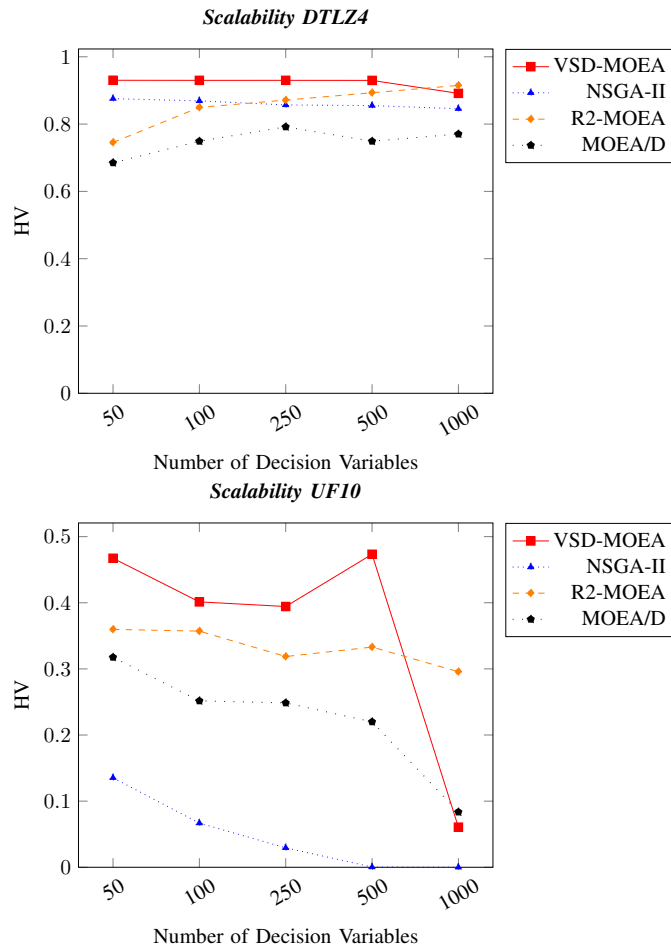 Scalability DTLZ4
1
0.8
0.6
0.4
0.2
0
HV
50
100
250
500
1000
Number of Decision Variables
VSD-MOEA
NSGA-II
R2-MOEA
MOEA/D
Scalability UF10
0.5
0.4
0.3
0.2
0.1
0
HV
50
100
250
500
1000
Number of Decision Variables
VSD-MOEA
NSGA-II
R2-MOEA
MOEA/D